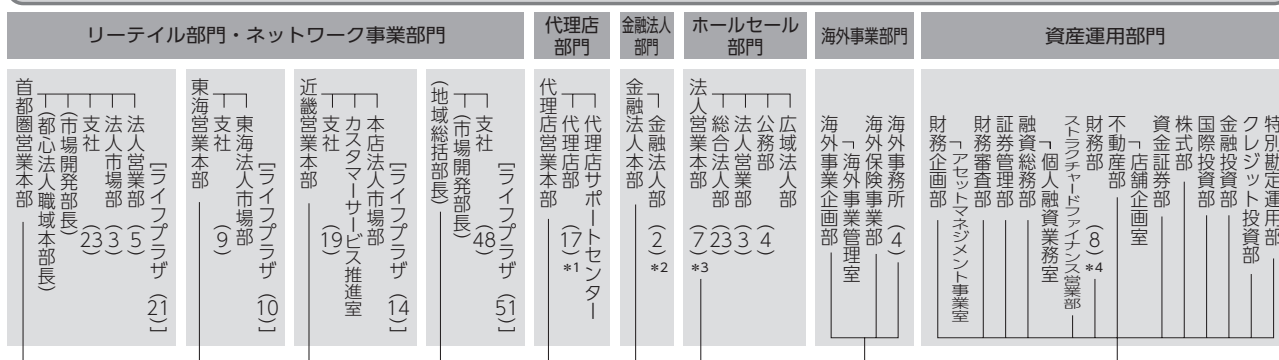 リーテイル部門・ネットワーク事業部門
代理店
部門
金融法人
部門
ホールセール
部門
海外事業部門
資産運用部門
首都圏営業本部
(都心法人職域本部長)
(市場開発部長)
支社 (23)
法人市場部 (3)
法人営業部 (5)
[ライフプラザ (21)]
東海営業本部
支社 (9)
東海法人市場部
[ライフプラザ (10)]
近畿営業本部
支社 (19)
カスタマーサービス推進室
本店法人市場部
[ライフプラザ (14)]
(地域総括部長)
(市場開発部長)
支社 (48)
[ライフプラザ (51)]
代理店営業本部
代理店部 (17) *1
代理店サポートセンター
金融法人本部
金融法人部 (2) *2
法人営業本部 (7) *3
総合法人部 (23)
法人営業部 (3)
公務部 (4)
広域法人部
海外事業企画部
海外事業管理室
海外保険事業部
海外事務所 (4)
財務企画部
アセットマネジメント事業室
財務審査部
証券管理部
融資総務部
個人融資業務室
ストラクチャードファイナンス営業部
財務部 (8) *4
不動産部
店舗企画室
資金証券部
株式部
国際投資部
金融投資部
クレジット投資部
特別勘定運用部